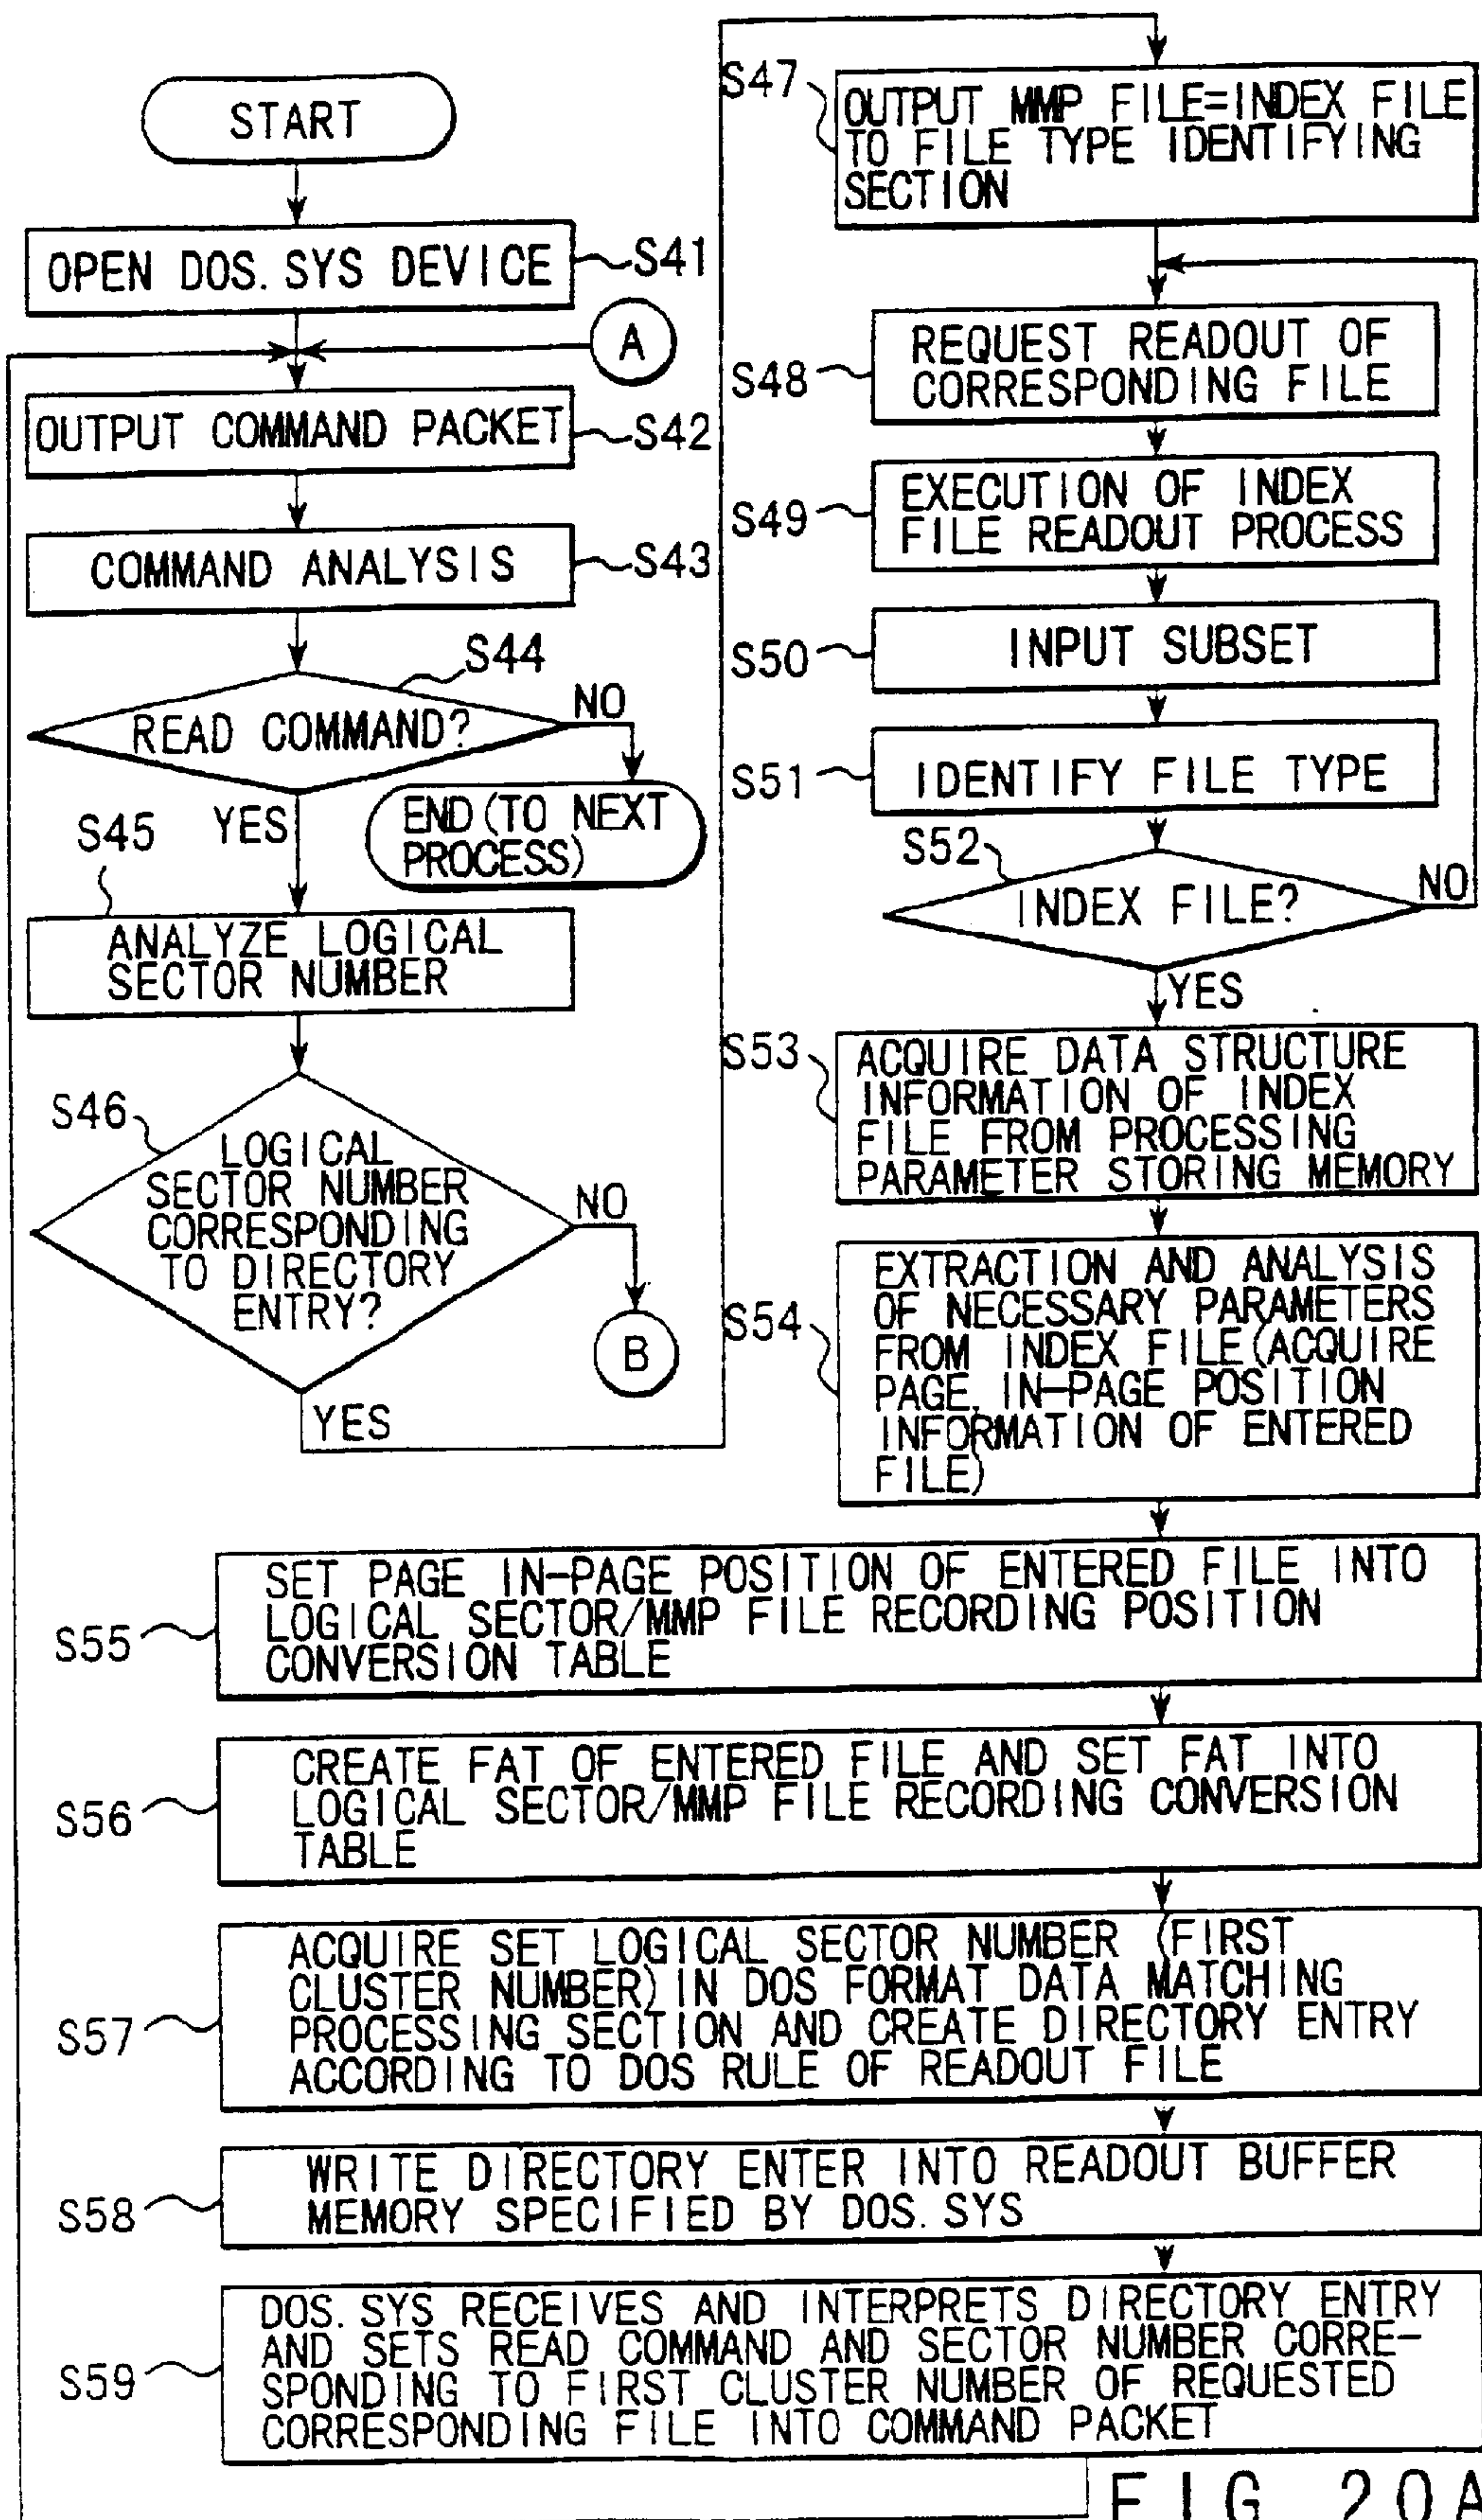 START
OPEN DOS.SYS DEVICE
S41
A
OUTPUT COMMAND PACKET
S42
COMMAND ANALYSIS
S43
S44
READ COMMAND?
NO
END (TO NEXT
PROCESS)
YES
S45
ANALYZE LOGICAL
SECTOR NUMBER
S46
LOGICAL
SECTOR NUMBER
CORRESPONDING
TO DIRECTORY
ENTRY?
NO
B
YES
S47
OUTPUT MMP FILE=INDEX FILE
TO FILE TYPE IDENTIFYING
SECTION
S48
REQUEST READOUT OF
CORRESPONDING FILE
S49
EXECUTION OF INDEX
FILE READOUT PROCESS
S50
INPUT SUBSET
S51
IDENTIFY FILE TYPE
S52
INDEX FILE?
NO
YES
S53
ACQUIRE DATA STRUCTURE
INFORMATION OF INDEX
FILE FROM PROCESSING
PARAMETER STORING MEMORY
S54
EXTRACTION AND ANALYSIS
OF NECESSARY PARAMETERS
FROM INDEX FILE(ACQUIRE
PAGE, IN-PAGE POSITION
INFORMATION OF ENTERED
FILE)
S55
SET PAGE IN-PAGE POSITION OF ENTERED FILE INTO
LOGICAL SECTOR/MMP FILE RECORDING POSITION
CONVERSION TABLE
S56
CREATE FAT OF ENTERED FILE AND SET FAT INTO
LOGICAL SECTOR/MMP FILE RECORDING CONVERSION
TABLE
S57
ACQUIRE SET LOGICAL SECTOR NUMBER (FIRST
CLUSTER NUMBER) IN DOS FORMAT DATA MATCHING
PROCESSING SECTION AND CREATE DIRECTORY ENTRY
ACCORDING TO DOS RULE OF READOUT FILE
S58
WRITE DIRECTORY ENTER INTO READOUT BUFFER
MEMORY SPECIFIED BY DOS.SYS
S59
DOS.SYS RECEIVES AND INTERPRETS DIRECTORY ENTRY
AND SETS READ COMMAND AND SECTOR NUMBER CORRE-
SPONDING TO FIRST CLUSTER NUMBER OF REQUESTED
CORRESPONDING FILE INTO COMMAND PACKET
FIG. 20A